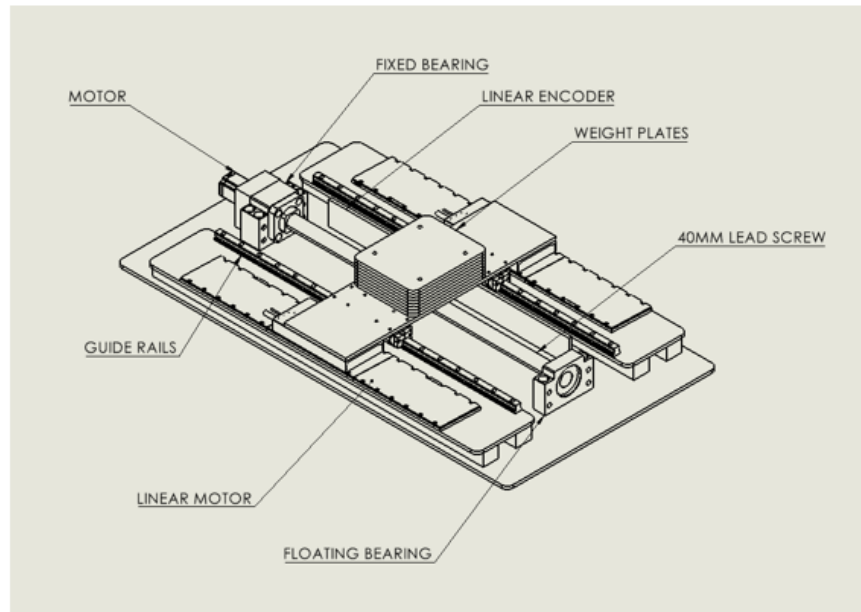 FIXED BEARING
MOTOR
LINEAR ENCODER
WEIGHT PLATES
40MM LEAD SCREW
GUIDE RAILS
LINEAR MOTOR
FLOATING BEARING